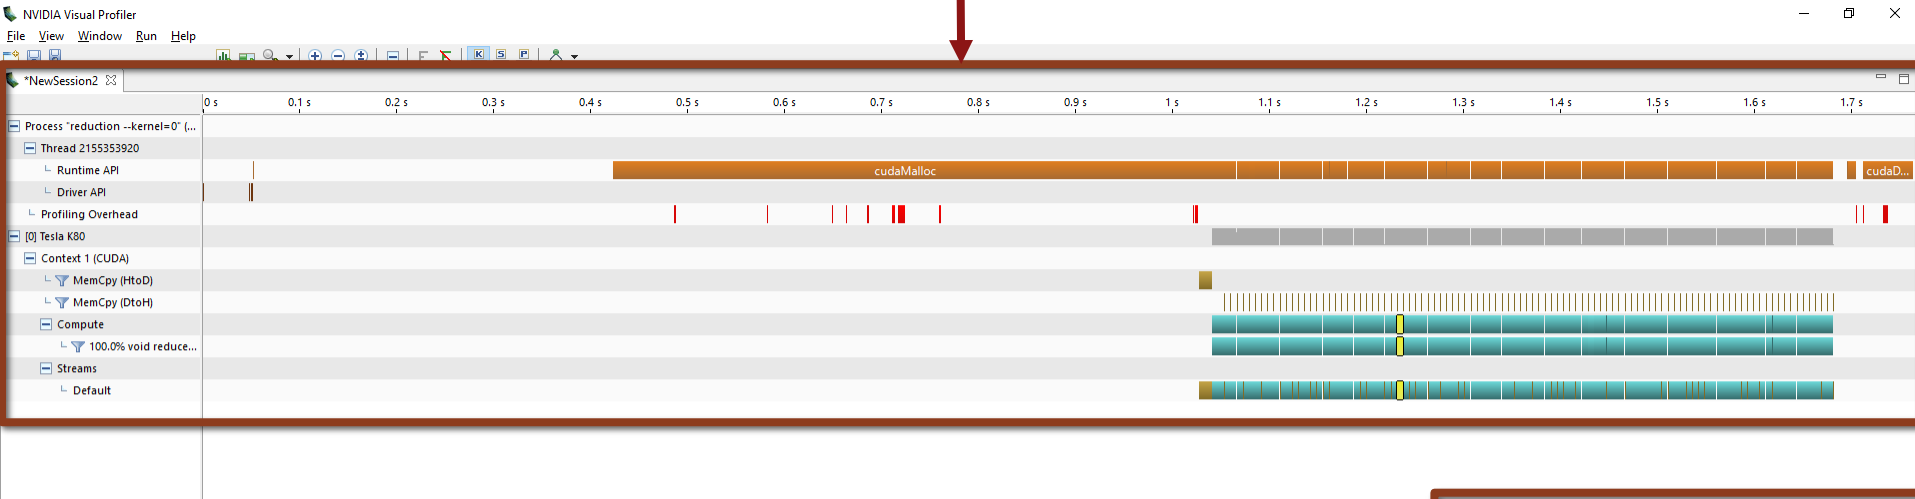 NVIDIA Visual Profiler
File View Window Run Help
K S P
*NewSession2
0 s 0.1 s 0.2 s 0.3 s 0.4 s 0.5 s 0.6 s 0.7 s 0.8 s 0.9 s 1 s 1.1 s 1.2 s 1.3 s 1.4 s 1.5 s 1.6 s 1.7 s
Process "reduction --kernel=0" (...
Thread 2155353920
Runtime API cudaMalloc cudaD...
Driver API
Profiling Overhead
[0] Tesla K80
Context 1 (CUDA)
MemCpy (HtoD)
MemCpy (DtoH)
Compute
100.0% void reduce...
Streams
Default